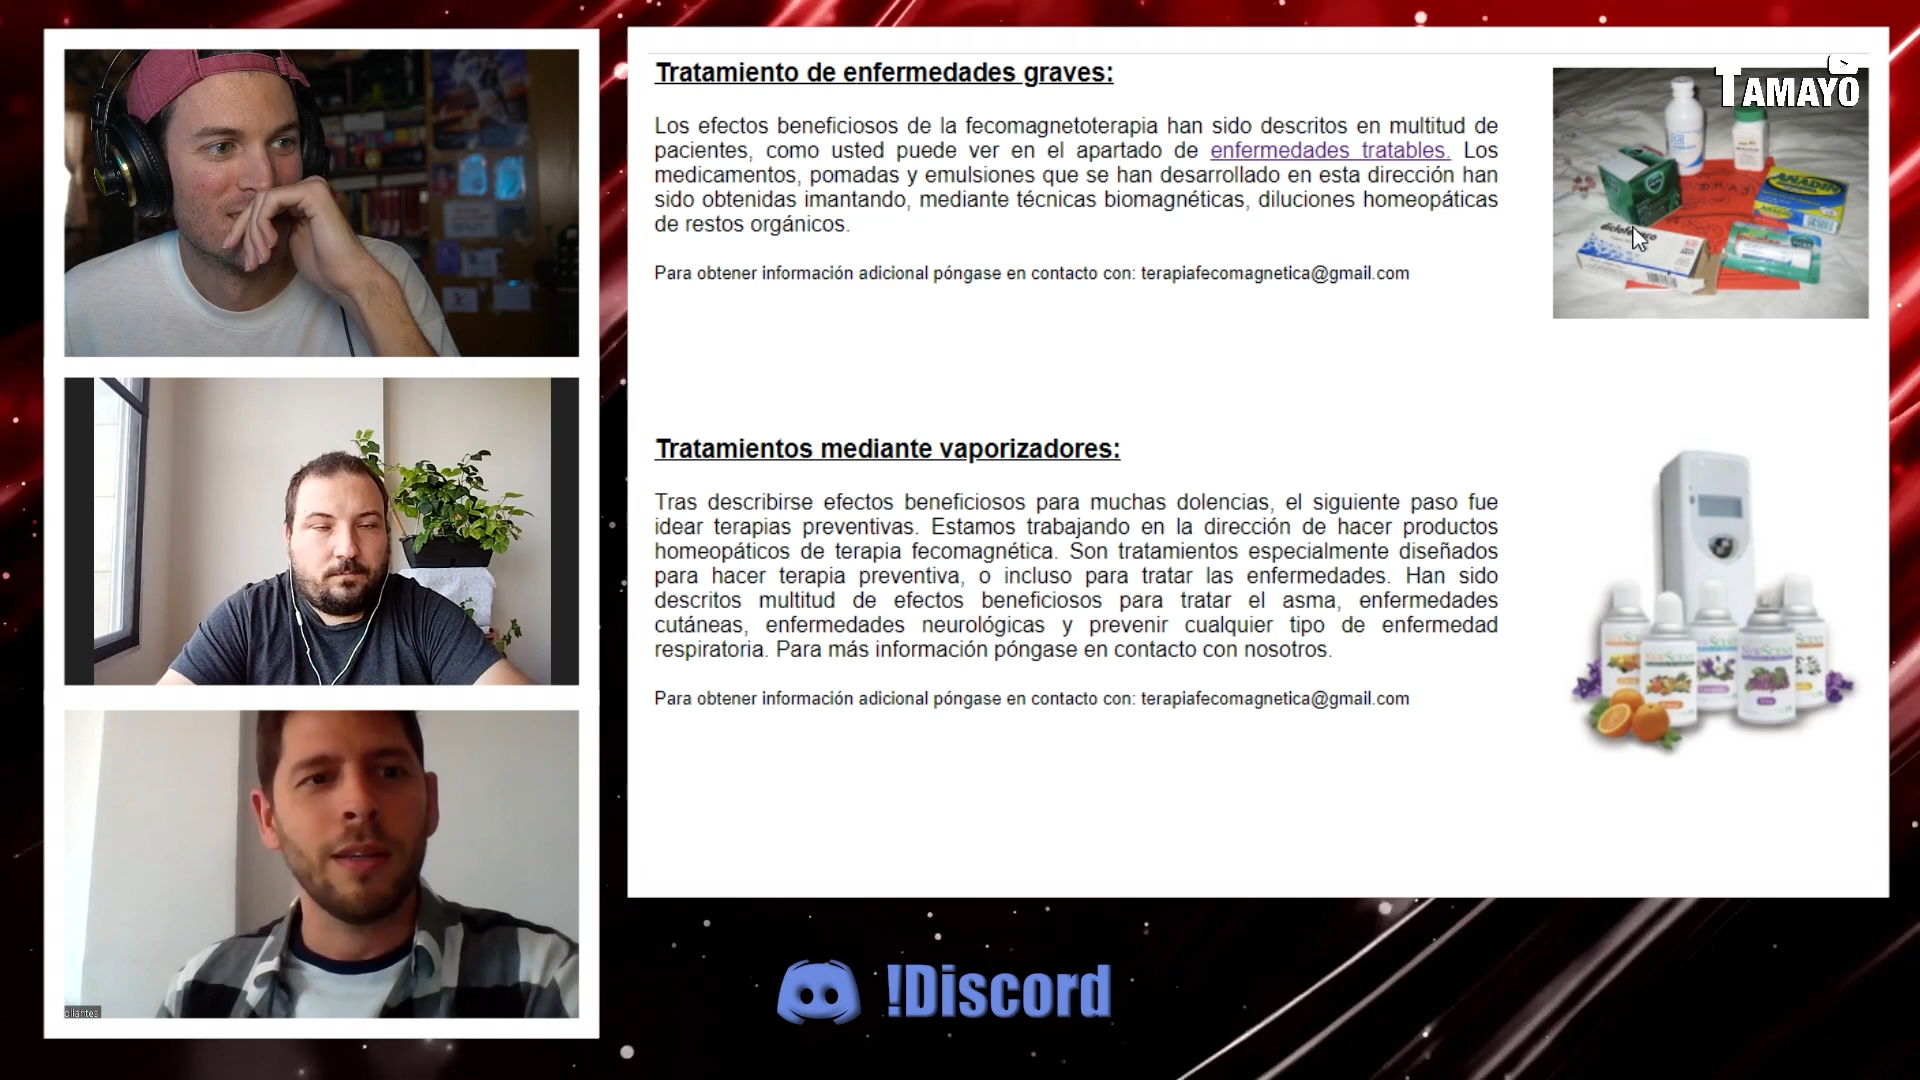 TAMAYO
Tratamiento de enfermedades graves:
Los efectos beneficiosos de la fecomagnetoterapia han sido descritos en multitud de
pacientes, como usted puede ver en el apartado de enfermedades tratables. Los
medicamentos, pomadas y emulsiones que se han desarrollado en esta dirección han
sido obtenidas imantando, mediante técnicas biomagnéticas, diluciones homeopáticas
de restos orgánicos.
Para obtener información adicional póngase en contacto con: terapiafecomagnetica@gmail.com
Tratamientos mediante vaporizadores:
Tras describirse efectos beneficiosos para muchas dolencias, el siguiente paso fue
idear terapias preventivas. Estamos trabajando en la dirección de hacer productos
homeopáticos de terapia fecomagnética. Son tratamientos especialmente diseñados
para hacer terapia preventiva, o incluso para tratar las enfermedades. Han sido
descritos multitud de efectos beneficiosos para tratar el asma, enfermedades
cutáneas, enfermedades neurológicas y prevenir cualquier tipo de enfermedad
respiratoria. Para más información póngase en contacto con nosotros.
Para obtener información adicional póngase en contacto con: terapiafecomagnetica@gmail.com
ollantes
!Discord